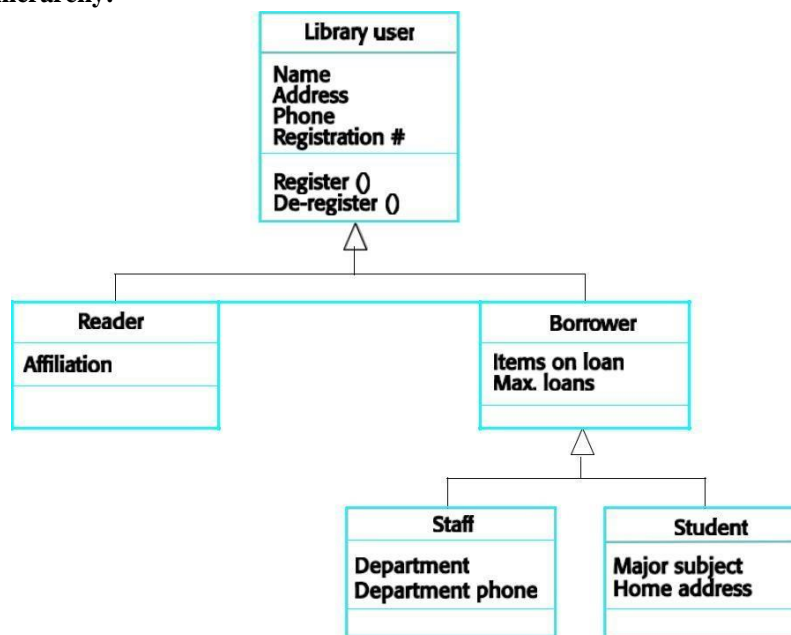 hierarchy.
Library user
Name
Address
Phone
Registration #
Register ()
De-register ()
Reader
Affiliation
Borrower
Items on loan
Max. loans
Staff
Department
Department phone
Student
Major subject
Home address